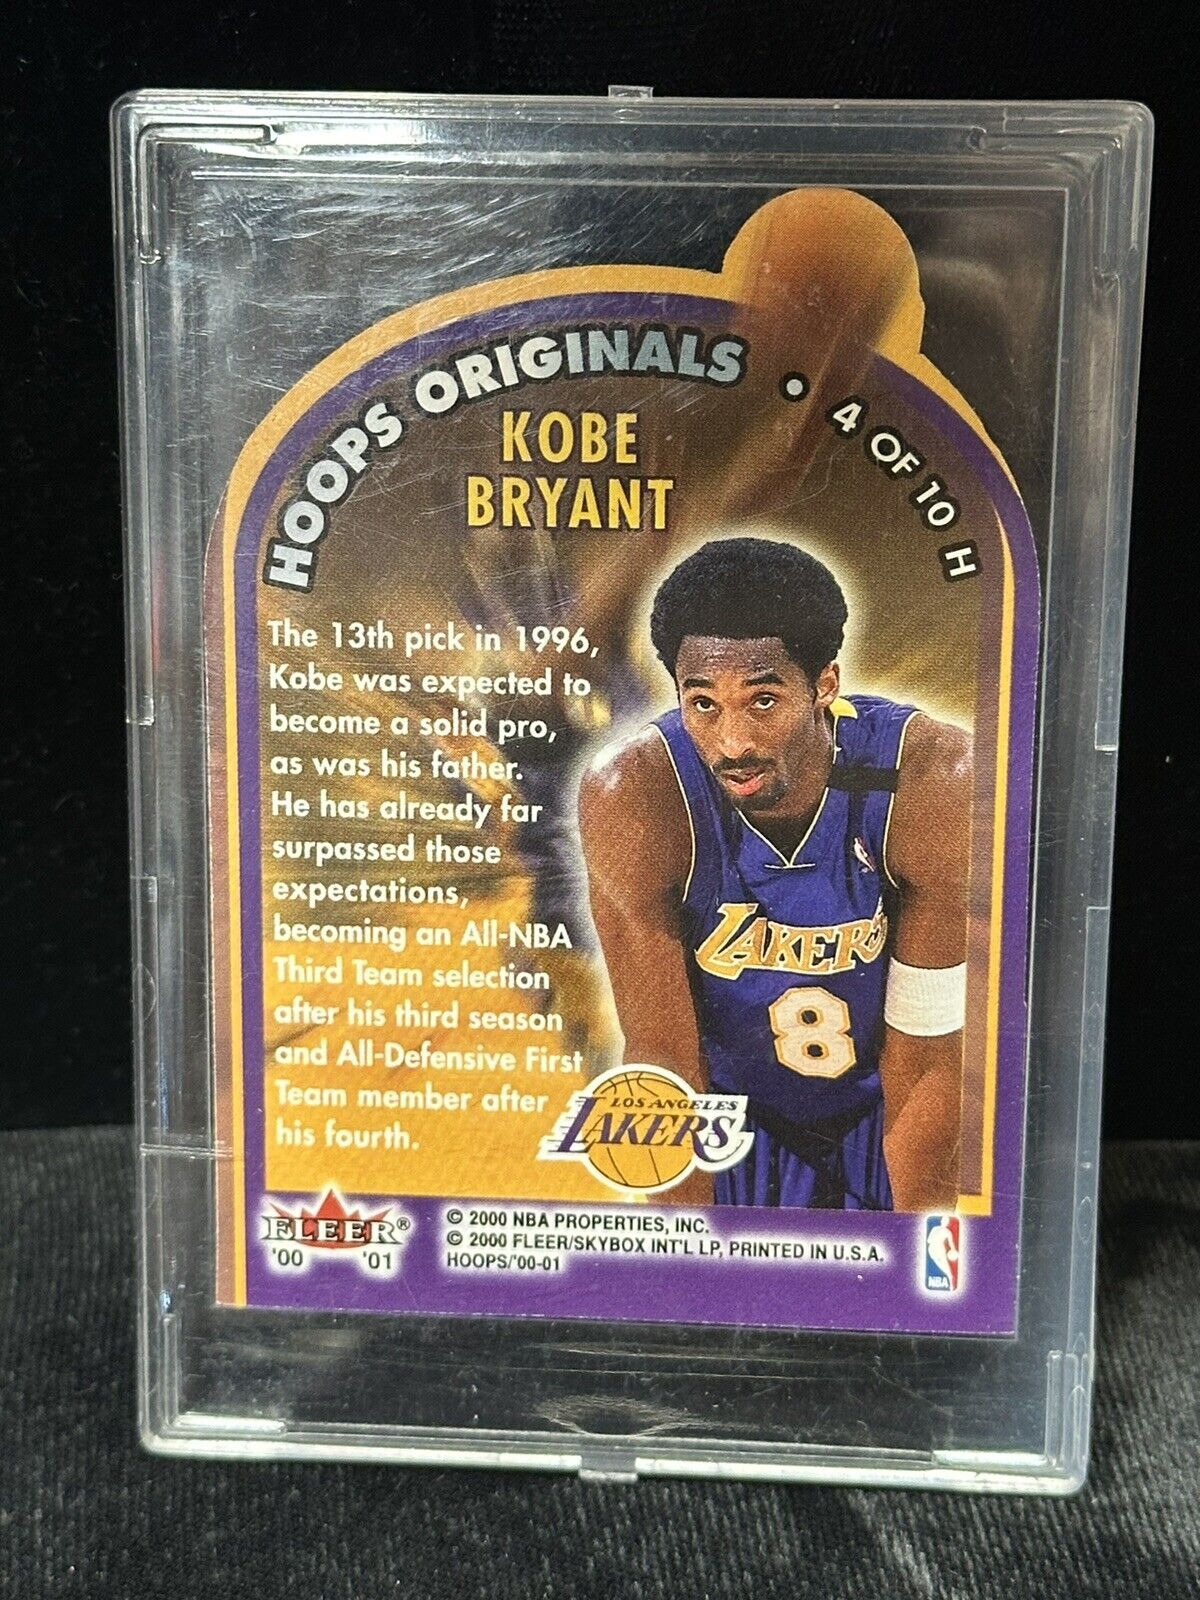 HOOPS ORIGINALS • 4 OF 10 H
KOBE
BRYANT
The 13th pick in 1996,
Kobe was expected to
become a solid pro,
as was his father.
He has already far
surpassed those
expectations,
becoming an All-NBA
Third Team selection
after his third season
and All-Defensive First
Team member after
his fourth.
LAKERS
8
LOS ANGELES
LAKERS
FLEER®
'00 '01
© 2000 NBA PROPERTIES, INC.
© 2000 FLEER/SKYBOX INT'L LP, PRINTED IN U.S.A.
HOOPS/'00-01
NBA